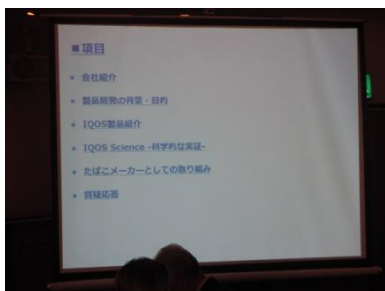 ■項目
• 会社紹介
• 製品開発の背景・目的
• IQOS製品紹介
• IQOS Science -科学的な実証-
• たばこメーカーとしての取り組み
• 質疑応答